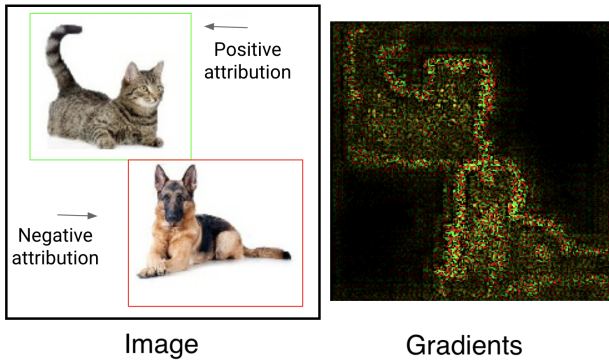 Positive
attribution
Negative
attribution
Image
Gradients